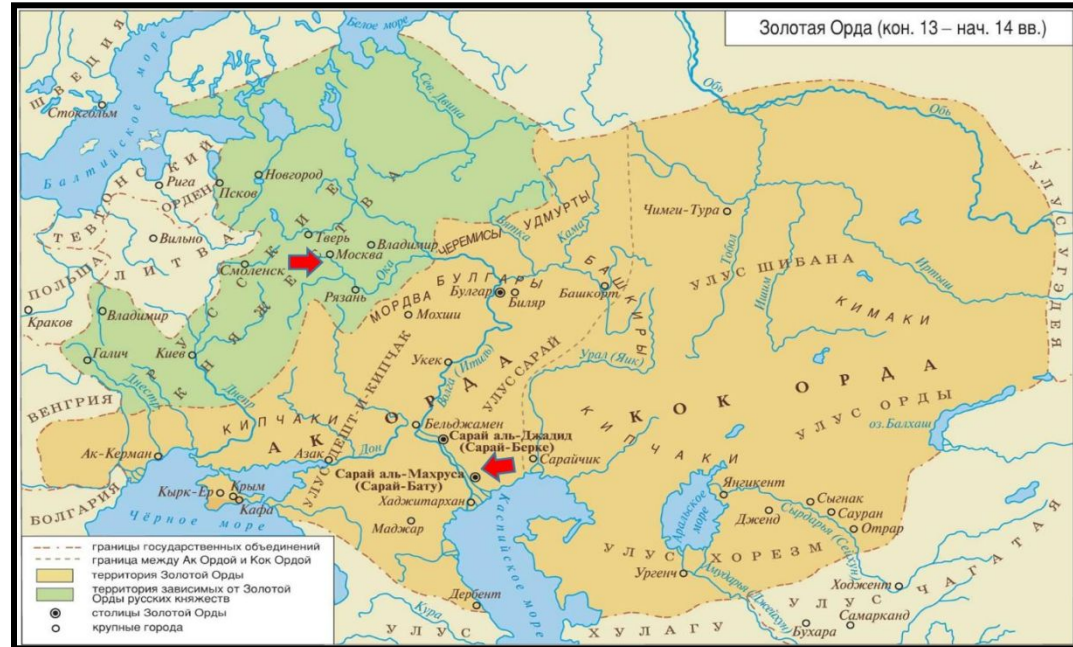 Золотая Орда (кон. 13 – нач. 14 вв.)
Белое море
ШВЕЦИЯ
Стокгольм
Балтийское море
Сев. Двина
Обь
Обь
Новгород
Псков
Рига
ТЕВТОНСКИЙ
ОРДЕН
Вильно
ЛИТВА
ПОЛЬША
Краков
РУССКИЕ
КНЯЖЕСТВА
Тверь
Москва
Владимир
Смоленск
Ока
Рязань
Владимир
Галич
Киев
Днестр
Днепр
ВЕНГРИЯ
Вятка
Кама
ЧЕРЕМИСЫ
УДМУРТЫ
БУЛГАРЫ
МОРДВА
Булгар
Биляр
Мохши
Башкорт
БАШКИРЫ
Чимги-Тура
Тобол
Ишим
Иртыш
УЛУС ШИБАНА
КИМАКИ
УЛУС УГЭДЕЯ
Укек
Волга (Итиль)
УЛУС САРАЙ
Урал (Яик)
КОК ОРДА
УЛУС ОРДЫ
оз. Балхаш
КИПЧАКИ
КИПЧАКИ
АК ОРДА
УЛУС ДЕШТ-И-КИПЧАК
Бельджамен
Дон
Азак
Сарай аль-Джадид
(Сарай-Берке)
Сарай аль-Махруса
(Сарай-Бату)
Сарайчик
Хаджитархан
Маджар
Ак-Керман
БОЛГАРИЯ
Кырк-Ер
Крым
Кафа
Чёрное море
Каспийское море
Дербент
Кура
УЛУС ХУЛАГУ
Аральское
море
Янгикент
Дженд
Сыгнак
Сауран
Отрар
Сырдарья (Сейхун)
УЛУС ХОРЕЗМ
Ургенч
Амударья (Джейхун)
Ходжент
Самарканд
Бухара
УЛУС ЧАГАТАЯ
границы государственных объединений
граница между Ак Ордой и Кок Ордой
территория Золотой Орды
территория зависимых от Золотой
Орды русских княжеств
столицы Золотой Орды
крупные города